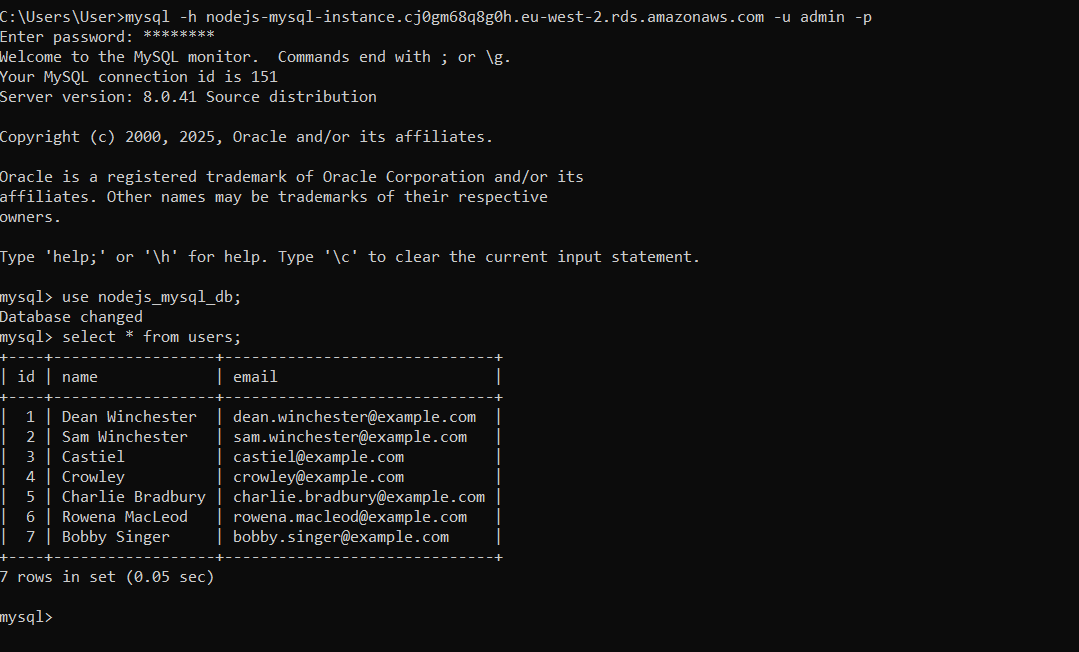 C:\Users\User>mysql -h nodejs-mysql-instance.cj0gm68q8g0h.eu-west-2.rds.amazonaws.com -u admin -p
Enter password: ********
Welcome to the MySQL monitor.  Commands end with ; or \g.
Your MySQL connection id is 151
Server version: 8.0.41 Source distribution

Copyright (c) 2000, 2025, Oracle and/or its affiliates.

Oracle is a registered trademark of Oracle Corporation and/or its
affiliates. Other names may be trademarks of their respective
owners.

Type 'help;' or '\h' for help. Type '\c' to clear the current input statement.

mysql> use nodejs_mysql_db;
Database changed
mysql> select * from users;
+----+------------------+------------------------------+
| id | name             | email                        |
+----+------------------+------------------------------+
|  1 | Dean Winchester  | dean.winchester@example.com  |
|  2 | Sam Winchester   | sam.winchester@example.com   |
|  3 | Castiel          | castiel@example.com          |
|  4 | Crowley          | crowley@example.com          |
|  5 | Charlie Bradbury | charlie.bradbury@example.com |
|  6 | Rowena MacLeod   | rowena.macleod@example.com   |
|  7 | Bobby Singer     | bobby.singer@example.com     |
+----+------------------+------------------------------+
7 rows in set (0.05 sec)

mysql>